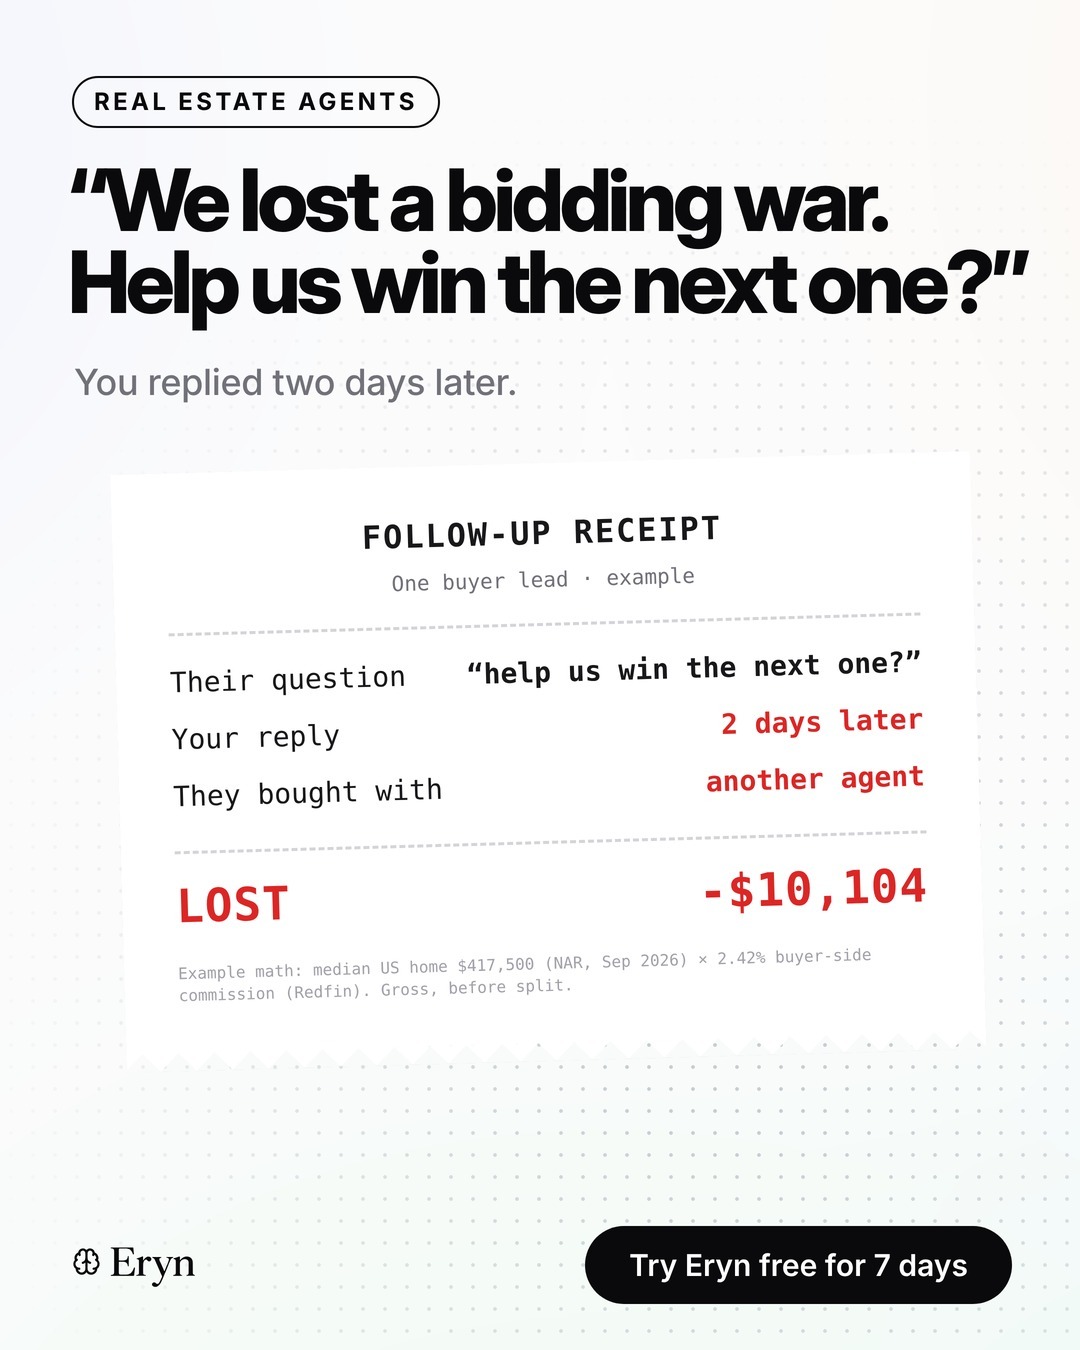 REAL ESTATE AGENTS
“We lost a bidding war.
Help us win the next one?”
You replied two days later.
FOLLOW-UP RECEIPT
One buyer lead · example
Their question “help us win the next one?”
Your reply 2 days later
They bought with another agent
LOST -$10,104
Example math: median US home $417,500 (NAR, Sep 2026) × 2.42% buyer-side
commission (Redfin). Gross, before split.
Eryn
Try Eryn free for 7 days